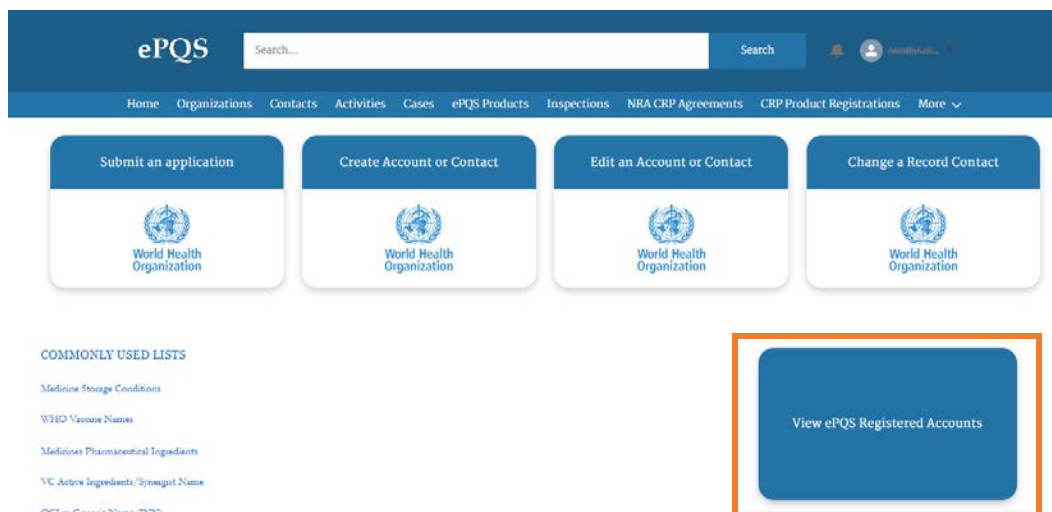 ePQS Search... Search
Home Organizations Contacts Activities Cases ePQS Products Inspections NRA CRP Agreements CRP Product Registrations More
Submit an application Create Account or Contact Edit an Account or Contact Change a Record Contact
World Health World Health World Health World Health
Organization Organization Organization Organization
COMMONLY USED LISTS
Medicine Storage Conditions
WHO Vaccine Names
View ePQS Registered Accounts
Medicines Pharmaceutical Ingredients
VC Active Ingredients/Synergist Name